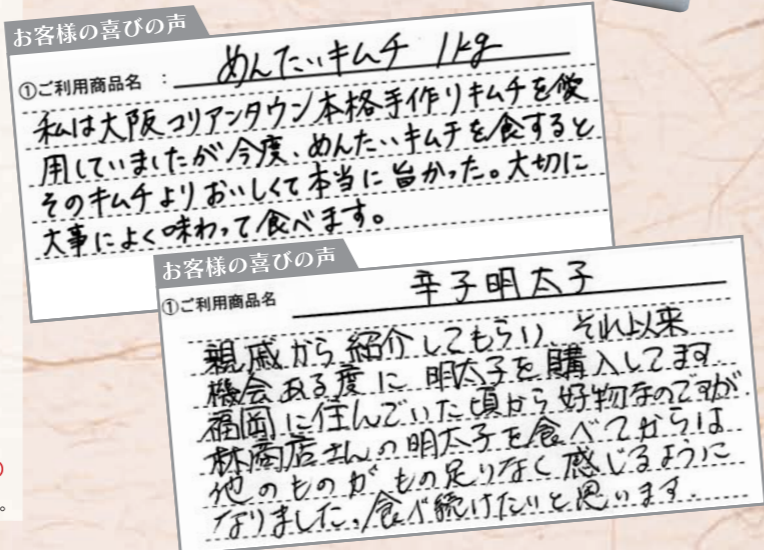 お客様の喜びの声
①ご利用商品名 : めんたいキムチ 1kg
私は大阪コリアンタウン本格手作りキムチを愛
用していましたが今度、めんたいキムチを食すると
そのキムチよりおいしくて本当に旨かった。大切に
大事によく味わって食べます。
お客様の喜びの声
①ご利用商品名 辛子明太子
親戚から紹介してもらい、それ以来
機会ある度に明太子を購入してます
福岡に住んでいた頃から好物なのですが、
林商店さんの明太子を食べてからは
他のものがもの足りなく感じるように
なりました。食べ続けたいと思います。
。